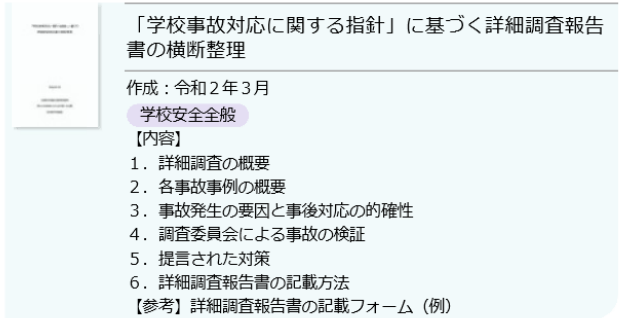 「学校事故対応に関する指針」に基づく詳細調査報告
書の横断整理
作成：令和２年３月
学校安全全般
【内容】
１．詳細調査の概要
２．各事故事例の概要
３．事故発生の要因と事後対応の的確性
４．調査委員会による事故の検証
５．提言された対策
６．詳細調査報告書の記載方法
【参考】詳細調査報告書の記載フォーム（例）